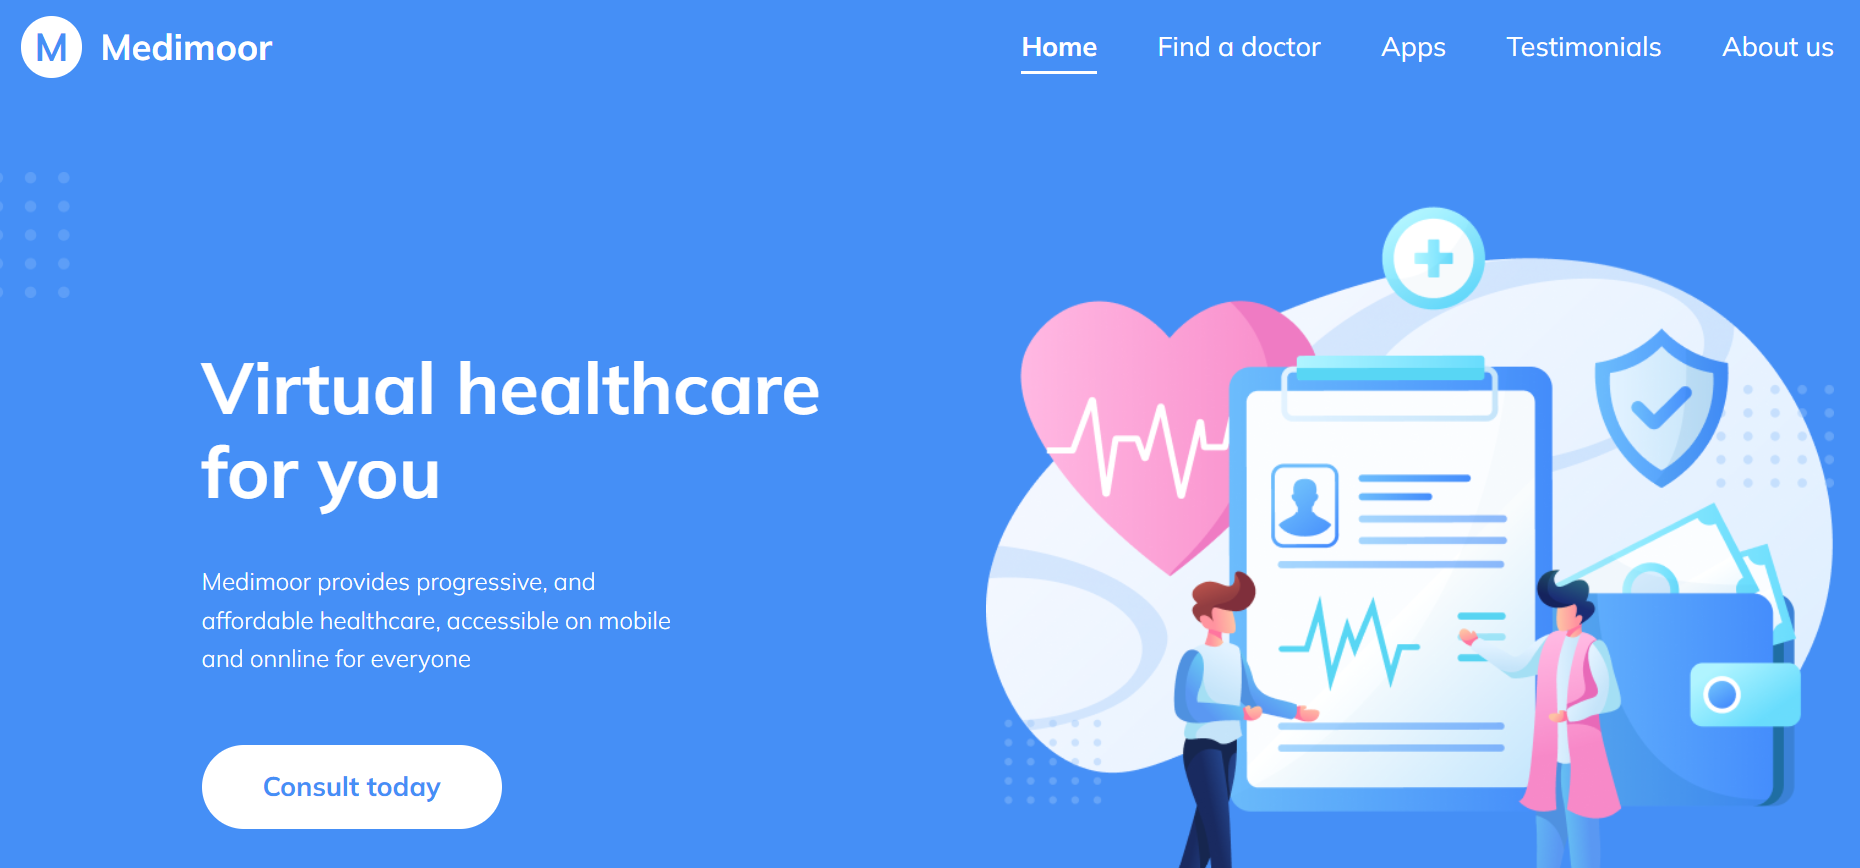 M Medimoor
Home Find a doctor Apps Testimonials About us
Virtual healthcare
for you
Medimoor provides progressive, and
affordable healthcare, accessible on mobile
and onnline for everyone
Consult today